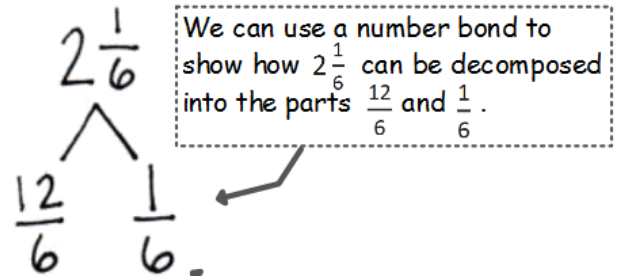 2 1/6
We can use a number bond to
show how 2 1/6 can be decomposed
into the parts 12/6 and 1/6 .
12/6 1/6 .